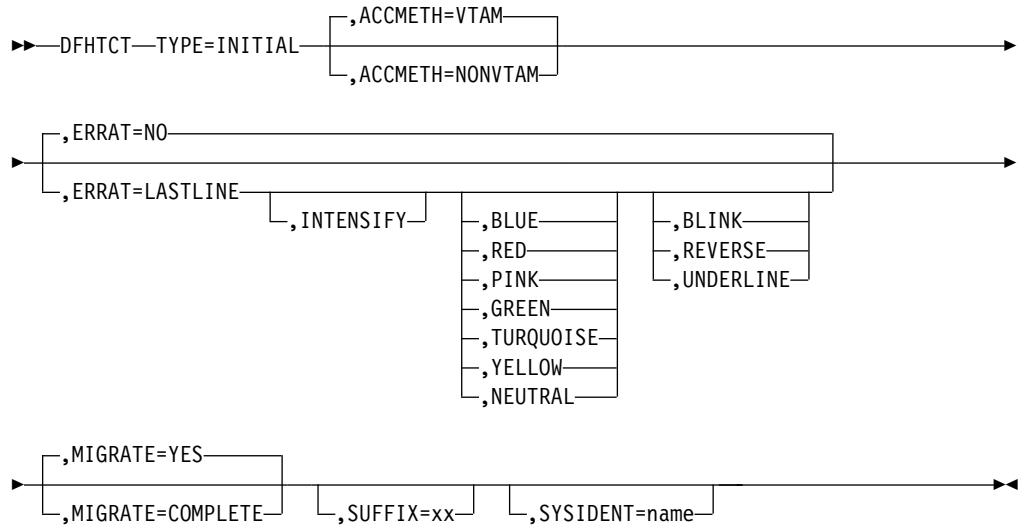 ,ACCMETH=VTAM
DFHTCT TYPE=INITIAL
,ACCMETH=NONVTAM
,ERRAT=NO
,ERRAT=LASTLINE
,INTENSIFY
,BLUE
,RED
,PINK
,GREEN
,TURQUOISE
,YELLOW
,NEUTRAL
,BLINK
,REVERSE
,UNDERLINE
,MIGRATE=YES
,MIGRATE=COMPLETE
,SUFFIX=xx
,SYSIDENT=name